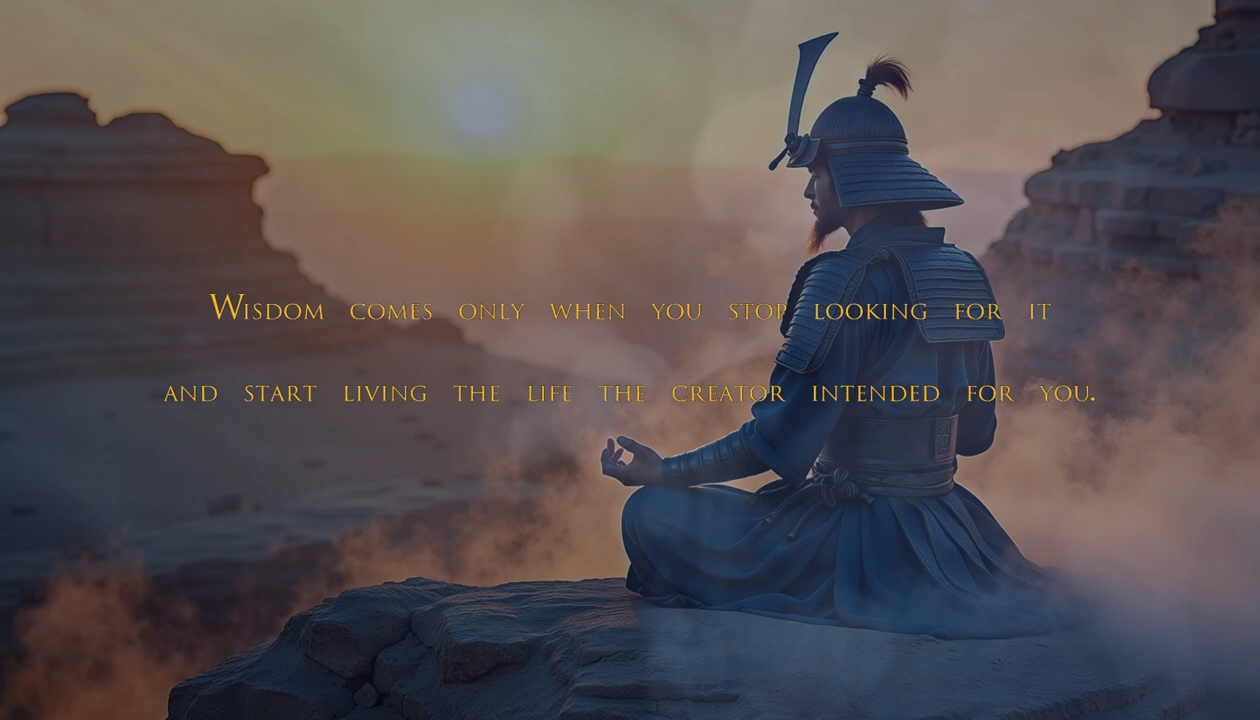 Wisdom comes only when you stop looking for it
and start living the life the creator intended for you.